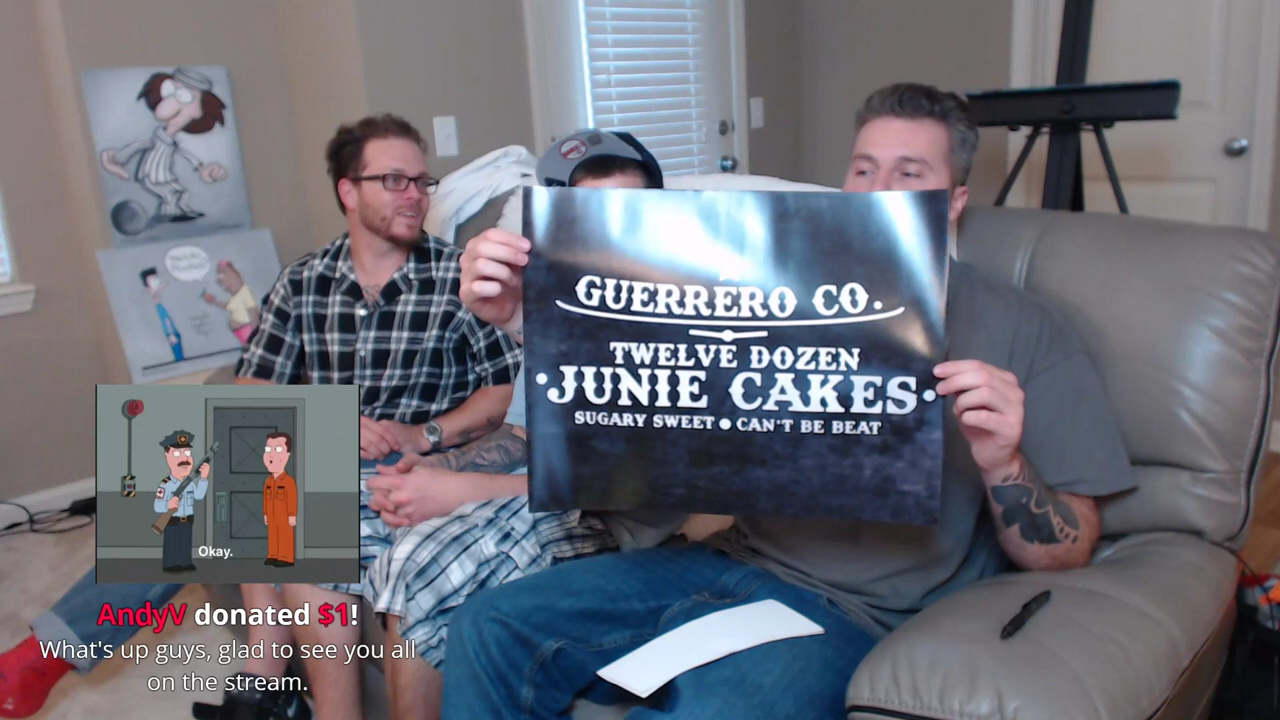 GUERRERO CO.
TWELVE DOZEN
·JUNIE CAKES·
SUGARY SWEET ● CAN'T BE BEAT
Okay.
AndyV donated $1!
What's up guys, glad to see you all
on the stream.